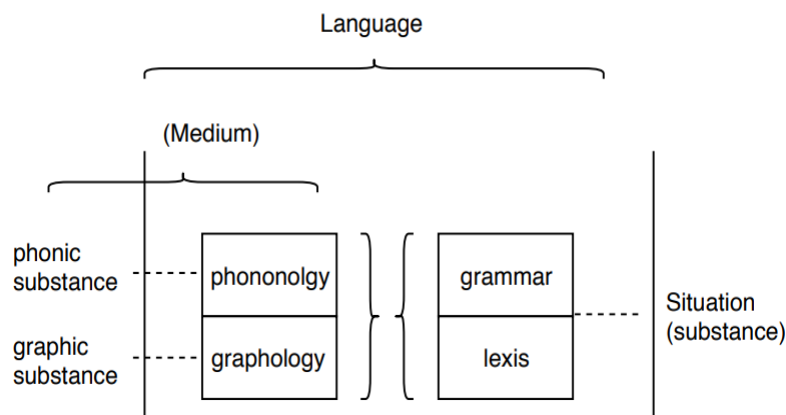 Language
(Medium)
phonic
substance
phononolgy
grammar
Situation
(substance)
graphic
substance
graphology
lexis